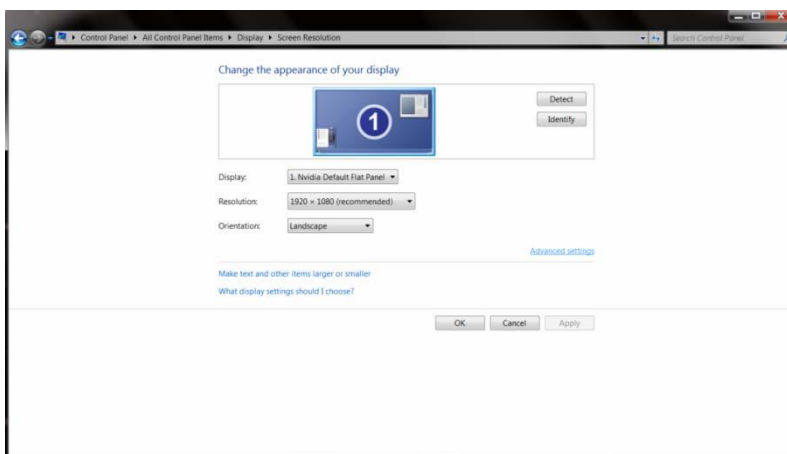 Control Panel ▸ All Control Panel Items ▸ Display ▸ Screen Resolution
Search Control Panel
Change the appearance of your display
1
Detect
Identify
Display: 1. Nvidia Default Flat Panel
Resolution: 1920 × 1080 (recommended)
Orientation: Landscape
Advanced settings
Make text and other items larger or smaller
What display settings should I choose?
OK Cancel Apply